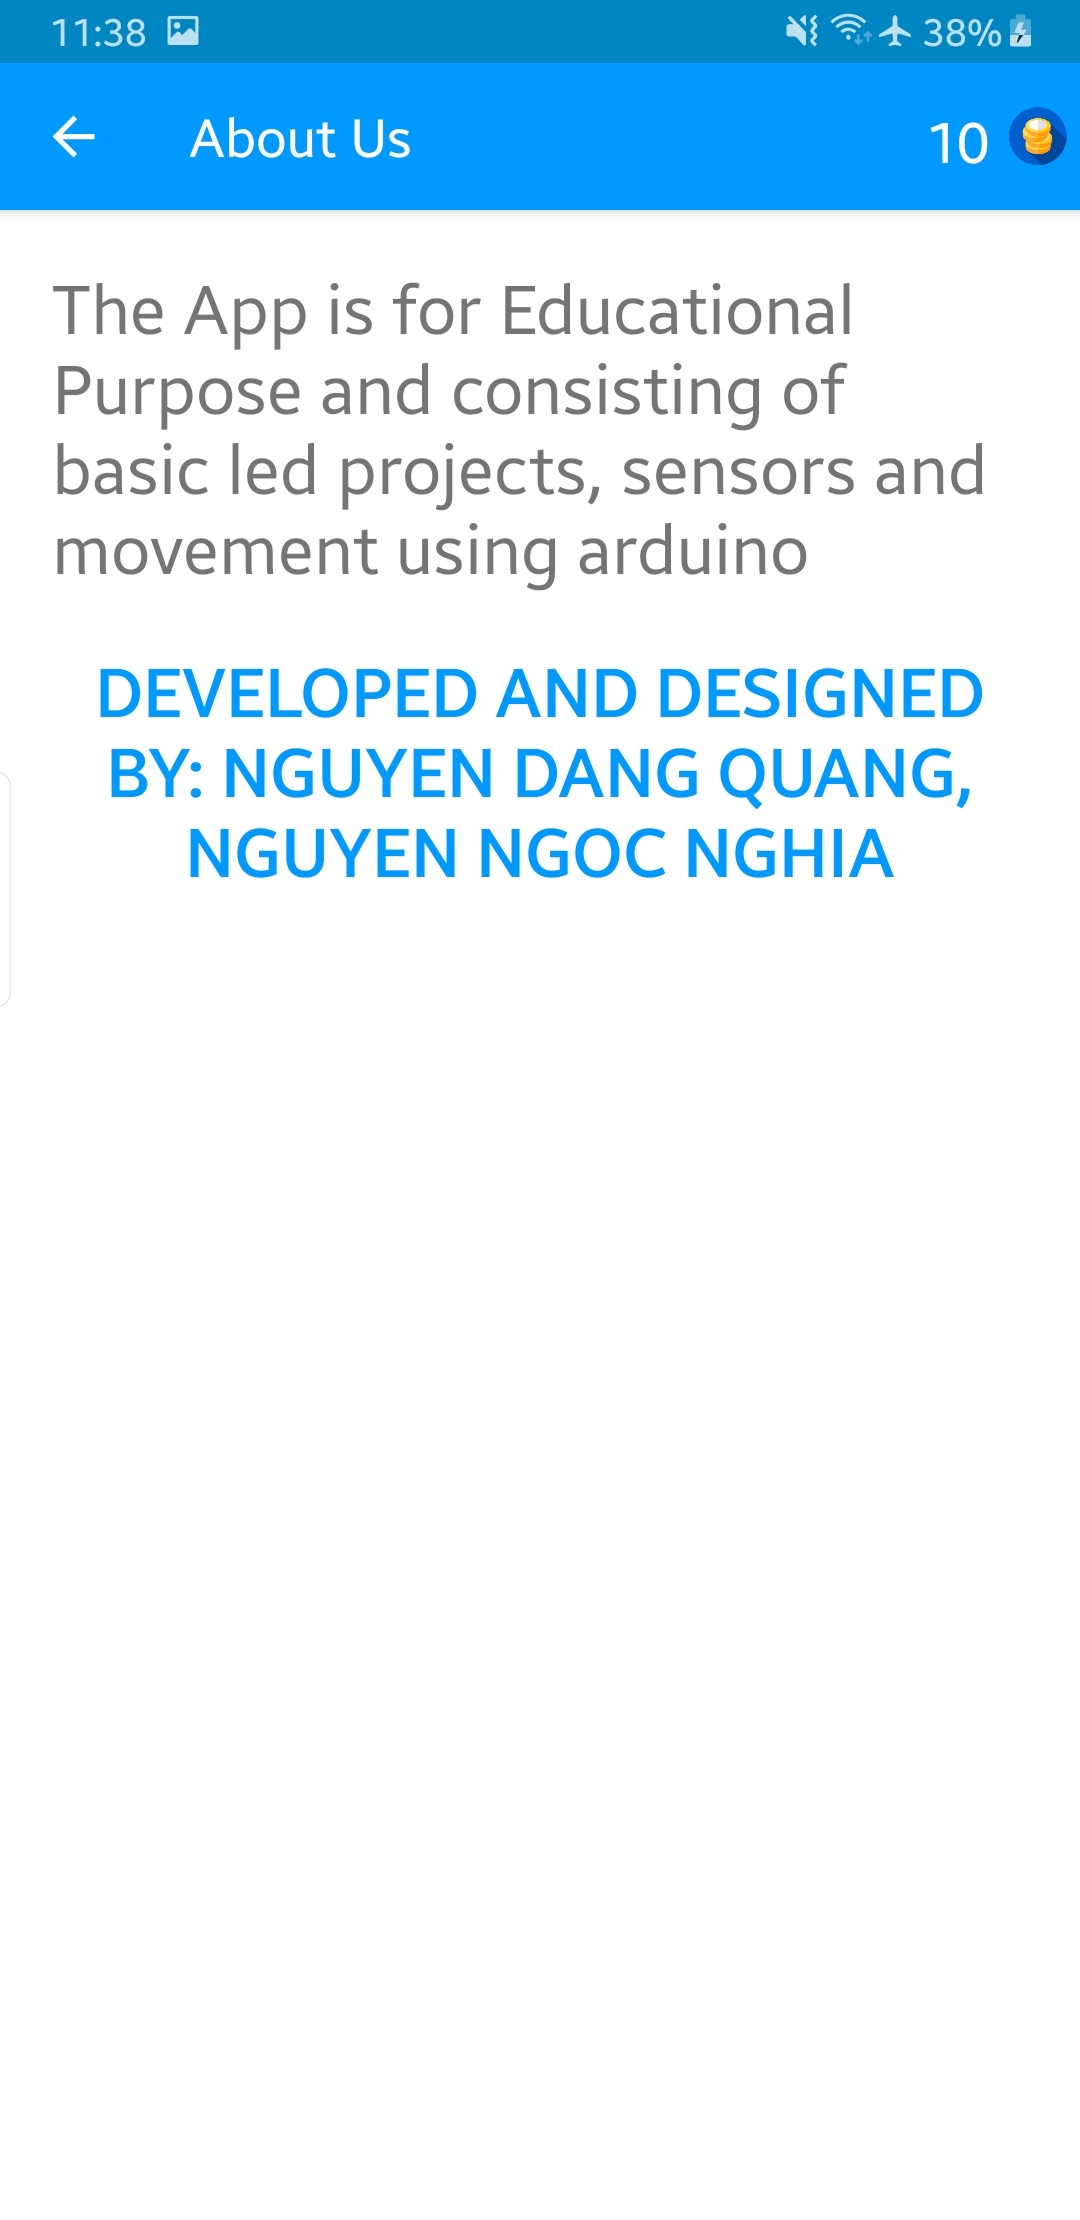 11:38
38%
About Us
10
The App is for Educational
Purpose and consisting of
basic led projects, sensors and
movement using arduino
DEVELOPED AND DESIGNED
BY: NGUYEN DANG QUANG,
NGUYEN NGOC NGHIA